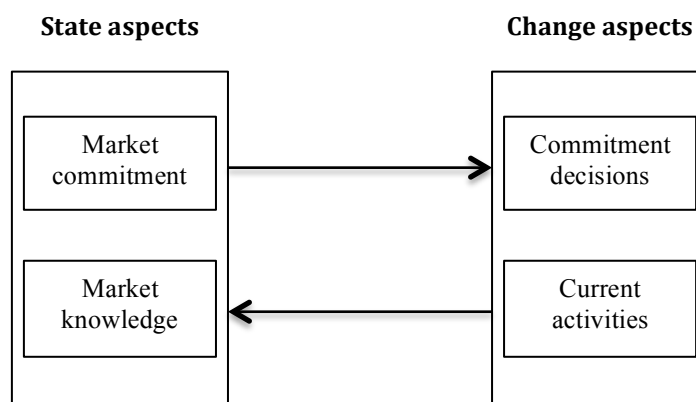 State aspects
Change aspects
Market
commitment
Commitment
decisions
Market
knowledge
Current
activities